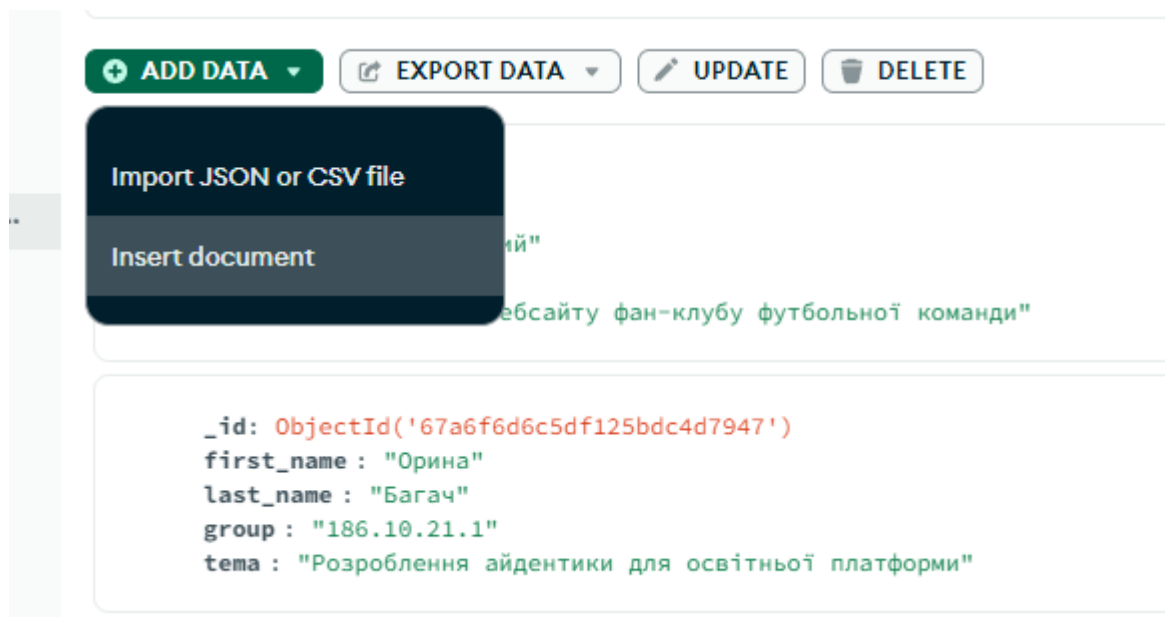 ADD DATA EXPORT DATA UPDATE DELETE
Import JSON or CSV file
Insert document
ий"
ебсайту фан-клубу футбольної команди"
_id: ObjectId('67a6f6d6c5df125bdc4d7947')
first_name : "Орина"
last_name : "Багач"
group : "186.10.21.1"
tema : "Розроблення айдентики для освітньої платформи"